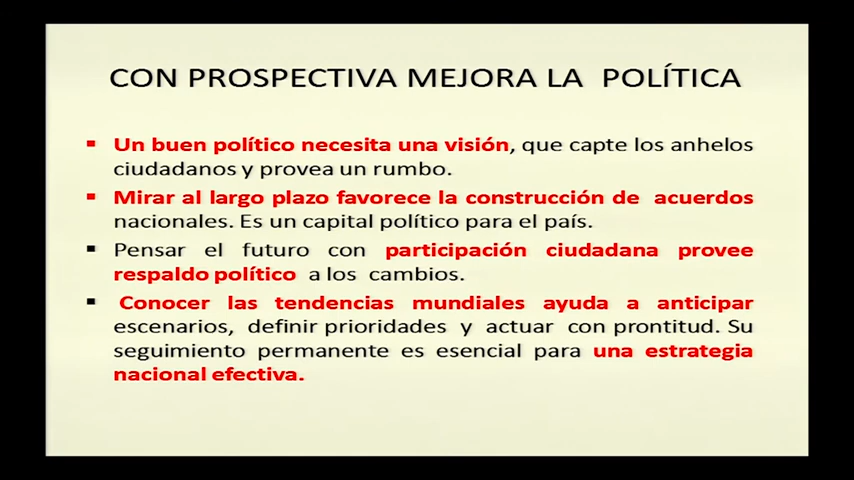 CON PROSPECTIVA MEJORA LA POLÍTICA
Un buen político necesita una visión, que capte los anhelos
ciudadanos y provea un rumbo.
Mirar al largo plazo favorece la construcción de acuerdos
nacionales. Es un capital político para el país.
Pensar el futuro con participación ciudadana provee
respaldo político a los cambios.
Conocer las tendencias mundiales ayuda a anticipar
escenarios, definir prioridades y actuar con prontitud. Su
seguimiento permanente es esencial para una estrategia
nacional efectiva.